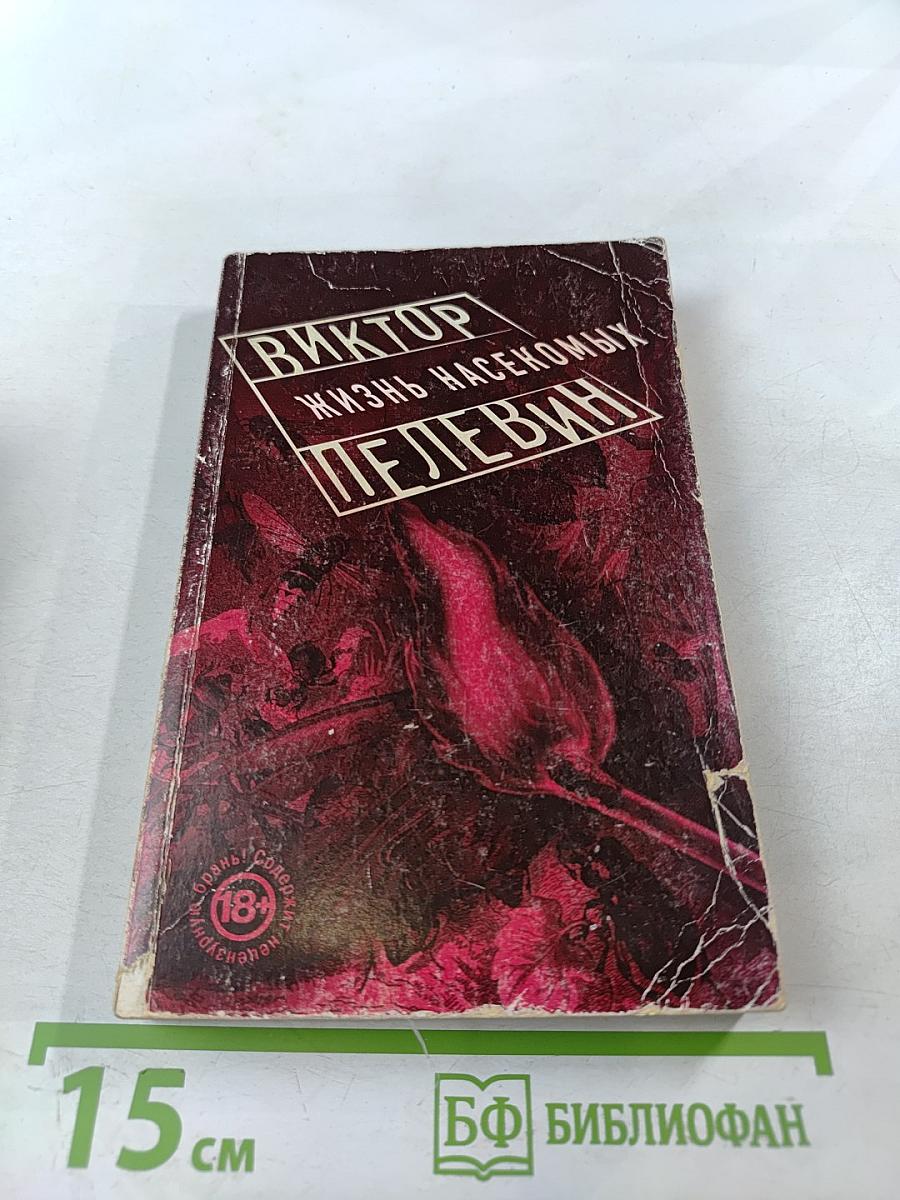 ВИКТОР
ЖИЗНЬ НАСЕКОМЫХ
ПЕЛЕВИН
Содержит нецензурную брань!
18+
15 см
БФ БИБЛИОФАН